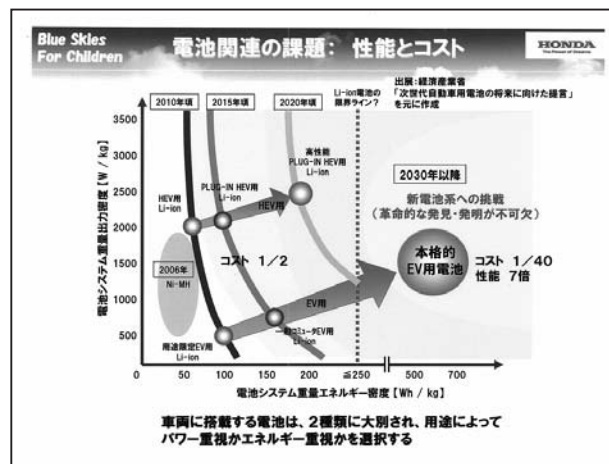 Blue Skies
For Children
電池関連の課題: 性能とコスト
HONDA
The Power of Dreams
2010年頃
2015年頃
2020年頃
Li-ion電池の
限界ライン?
出展:経済産業者
「次世代自動車用電池の将来に向けた提言」
を元に作成
電池システム重量出力密度 [W / kg]
3500
3000
2500
2000
1500
1000
500
0
高性能
PLUG-IN HEV用
Li-ion
PLUG-IN HEV用
Li-ion
HEV用
Li-ion
HEV用
2030年以降
新電池系への挑戦
(革命的な発見・発明が不可欠)
本格的
EV用電池
コスト 1/40
性能 7倍
コスト 1/2
2006年
Ni-MH
EV用
用途限定EV用
Li-ion
一般コミュータEV用
Li-ion
50
100
150
200
≦250
500
700
電池システム重量エネルギー密度 [ Wh / kg ]
車両に搭載する電池は、2種類に大別され、用途によって
パワー重視かエネルギー重視かを選択する